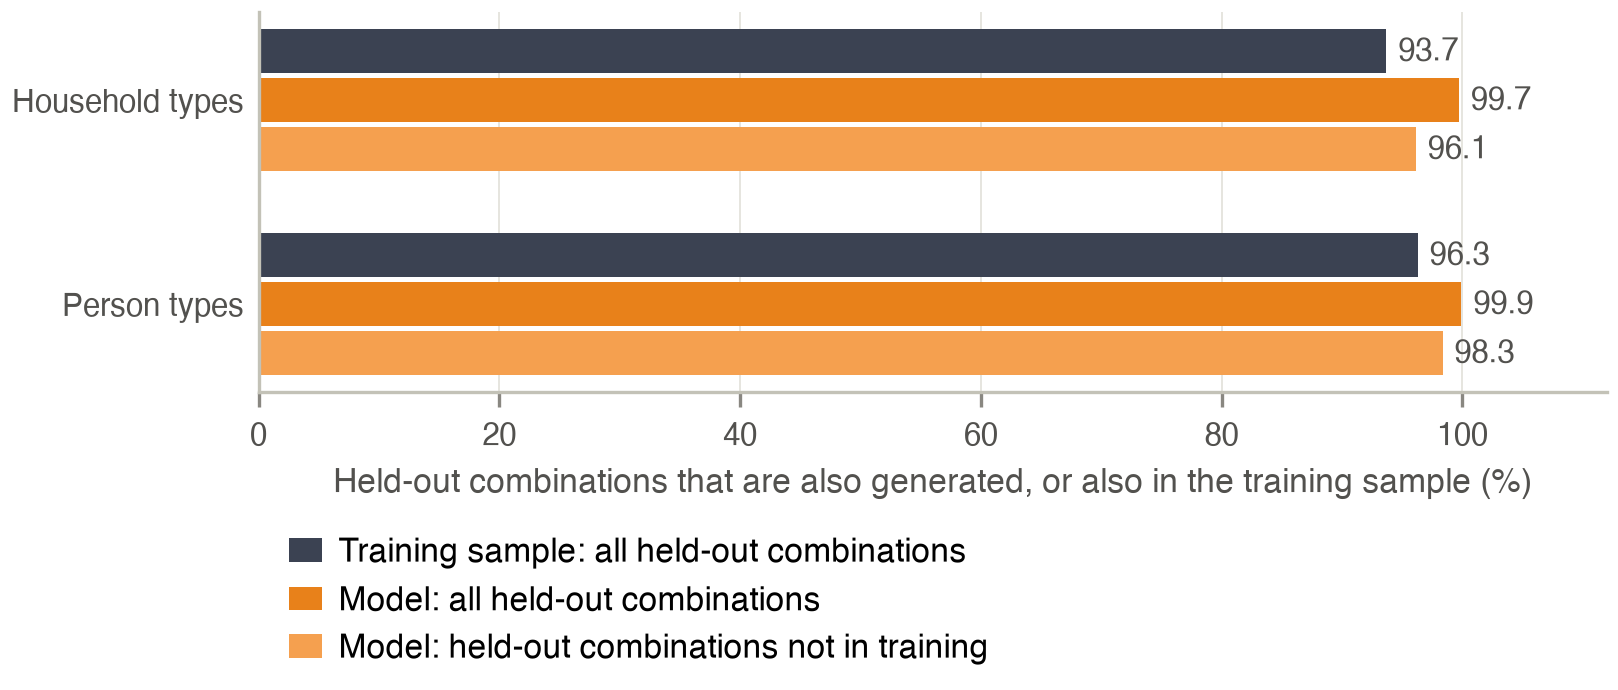 93.7
Household types
99.7
96.1
96.3
Person types
99.9
98.3
0 20 40 60 80 100
Held-out combinations that are also generated, or also in the training sample (%)
Training sample: all held-out combinations
Model: all held-out combinations
Model: held-out combinations not in training